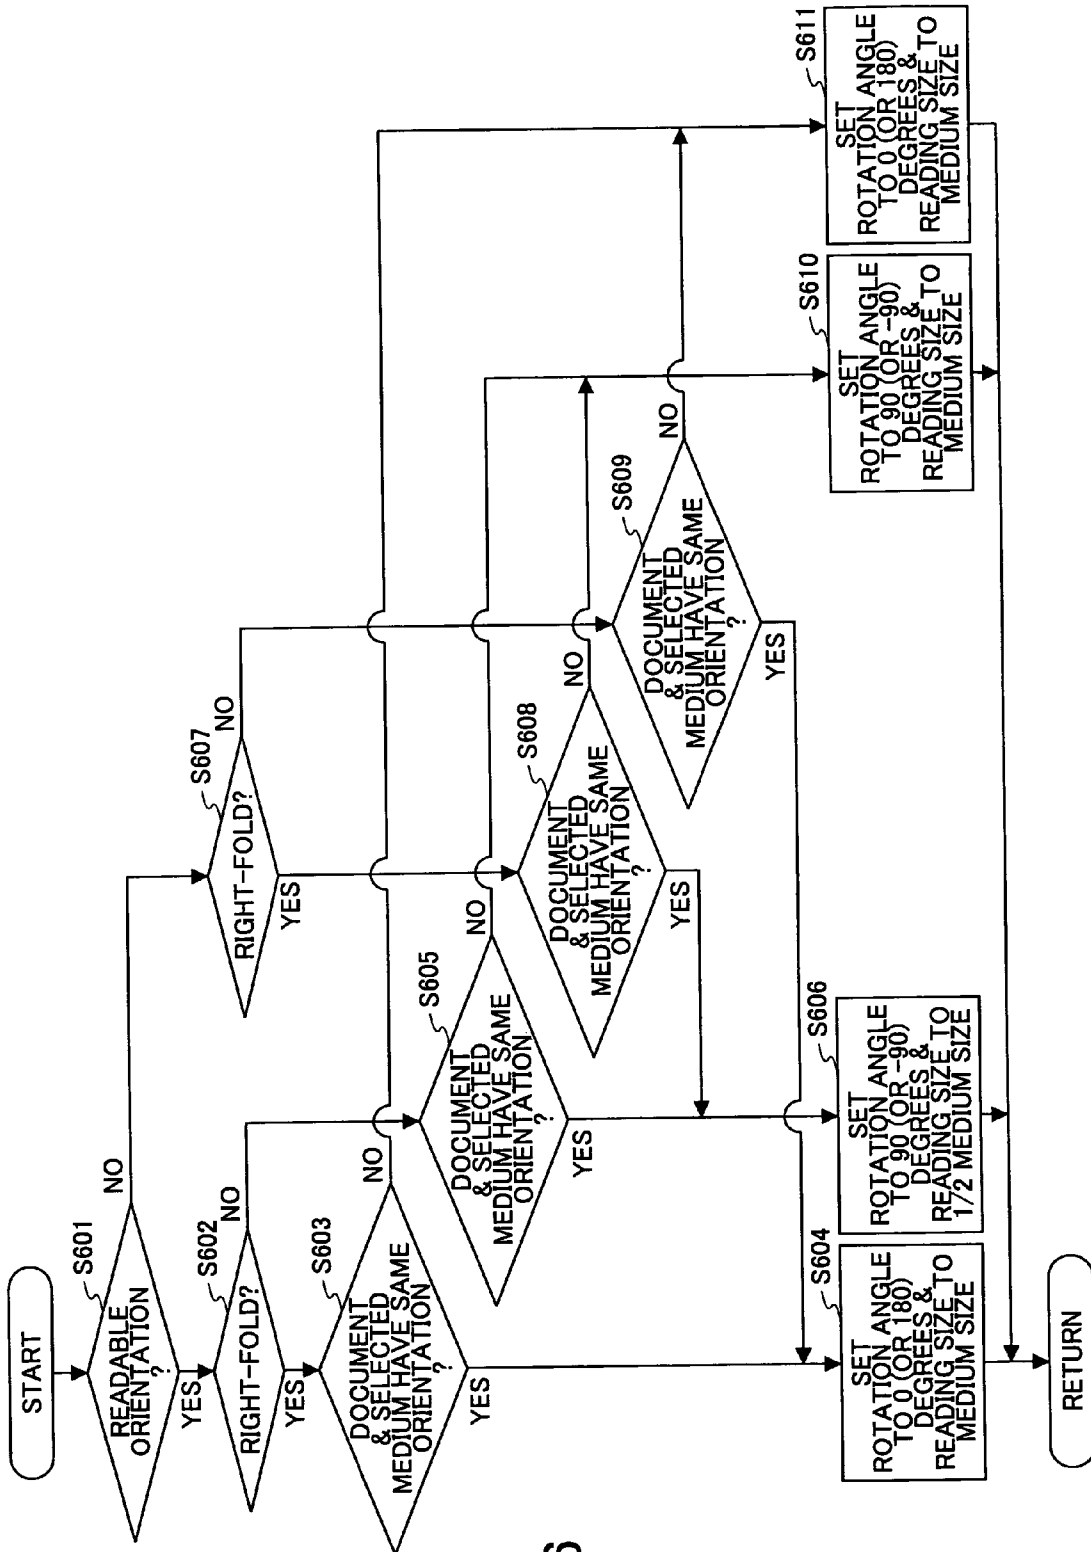 START
S601
READABLE
ORIENTATION
?
NO
YES
S602
RIGHT-FOLD?
NO
YES
S603
DOCUMENT
& SELECTED
MEDIUM HAVE SAME
ORIENTATION
?
NO
YES
S604
SET
ROTATION ANGLE
TO 0 (OR 180)
DEGREES &
READING SIZE TO
MEDIUM SIZE
S605
DOCUMENT
& SELECTED
MEDIUM HAVE SAME
ORIENTATION
?
NO
YES
S606
SET
ROTATION ANGLE
TO 90 (OR -90)
DEGREES &
READING SIZE TO
1/2 MEDIUM SIZE
S607
RIGHT-FOLD?
NO
YES
S608
DOCUMENT
& SELECTED
MEDIUM HAVE SAME
ORIENTATION
?
NO
YES
S609
DOCUMENT
& SELECTED
MEDIUM HAVE SAME
ORIENTATION
?
NO
YES
S610
SET
ROTATION ANGLE
TO 90 (OR -90)
DEGREES &
READING SIZE TO
MEDIUM SIZE
S611
SET
ROTATION ANGLE
TO 0 (OR 180)
DEGREES &
READING SIZE TO
MEDIUM SIZE
RETURN